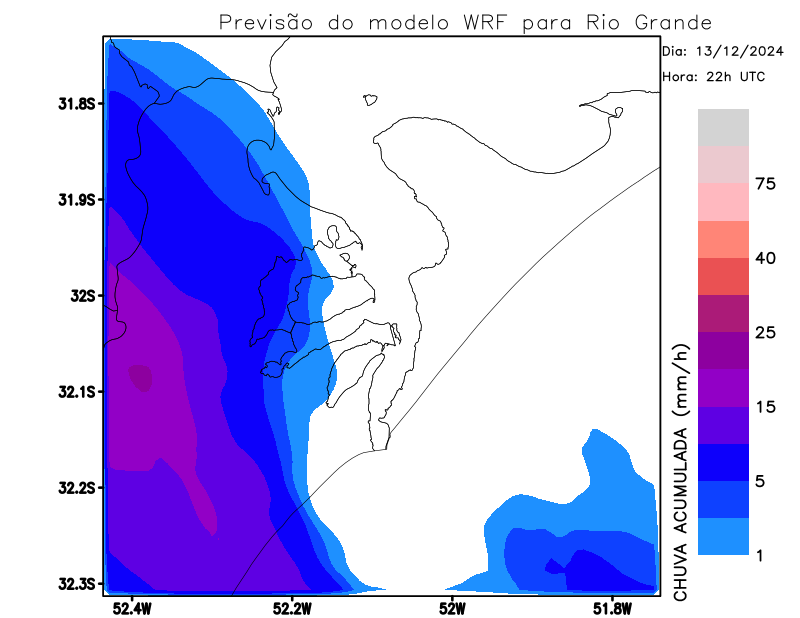 Previsão do modelo WRF para Rio Grande
Dia: 13/12/2024
Hora: 22h UTC
31.8S
31.9S
32S
32.1S
32.2S
32.3S
52.4W
52.2W
52W
51.8W
75
40
25
15
5
1
CHUVA ACUMULADA (mm/h)